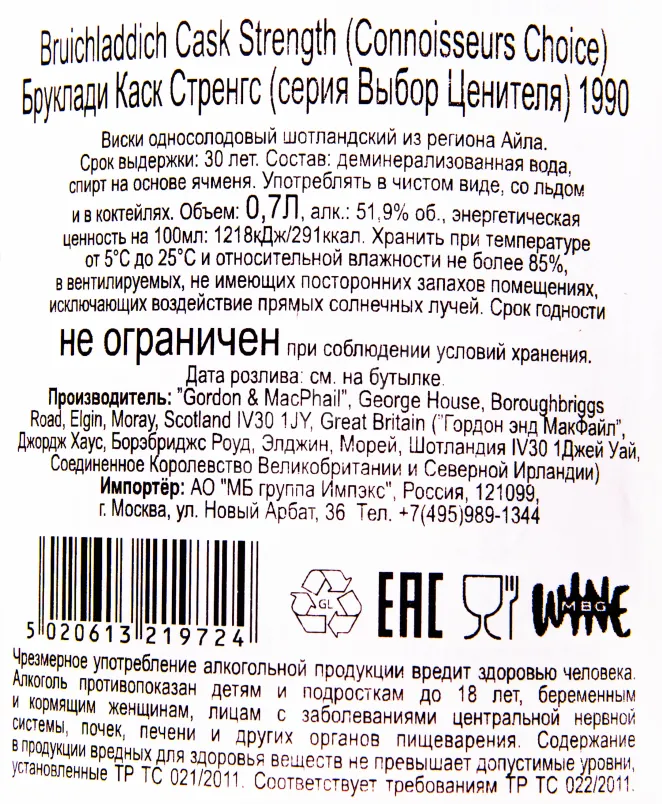 Bruichladdich Cask Strength (Connoisseurs Choice)
Бруклади Каск Стренгс (серия Выбор Ценителя) 1990
Виски односолодовый шотландский из региона Айла.
Срок выдержки: 30 лет. Состав: деминерализованная вода,
спирт на основе ячменя. Употреблять в чистом виде, со льдом
и в коктейлях. Объем: 0,7Л, алк.: 51,9% об., энергетическая
ценность на 100мл: 1218кДж/291ккал. Хранить при температуре
от 5°С до 25°С и относительной влажности не более 85%,
в вентилируемых, не имеющих посторонних запахов помещениях,
исключающих воздействие прямых солнечных лучей. Срок годности
не ограничен при соблюдении условий хранения.
Дата розлива: см. на бутылке.
Производитель: "Gordon & MacPhail", George House, Boroughbriggs
Road, Elgin, Moray, Scotland IV30 1JY, Great Britain ("Гордон энд МакФайл",
Джордж Хаус, Борэбриджс Роуд, Элджин, Морей, Шотландия IV30 1Джей Уай,
Соединенное Королевство Великобритании и Северной Ирландии)
Импортёр: АО "МБ группа Импэкс", Россия, 121099,
г. Москва, ул. Новый Арбат, 36 Тел. +7(495)989-1344
5 020613 219724
GL
EAC
WINE
MBG
Чрезмерное употребление алкогольной продукции вредит здоровью человека.
Алкоголь противопоказан детям и подросткам до 18 лет, беременным
и кормящим женщинам, лицам с заболеваниями центральной нервной
системы, почек, печени и других органов пищеварения. Содержание
в продукции вредных для здоровья веществ не превышает допустимые уровни,
установленные ТР ТС 021/2011. Соответствует требованиям ТР ТС 022/2011.